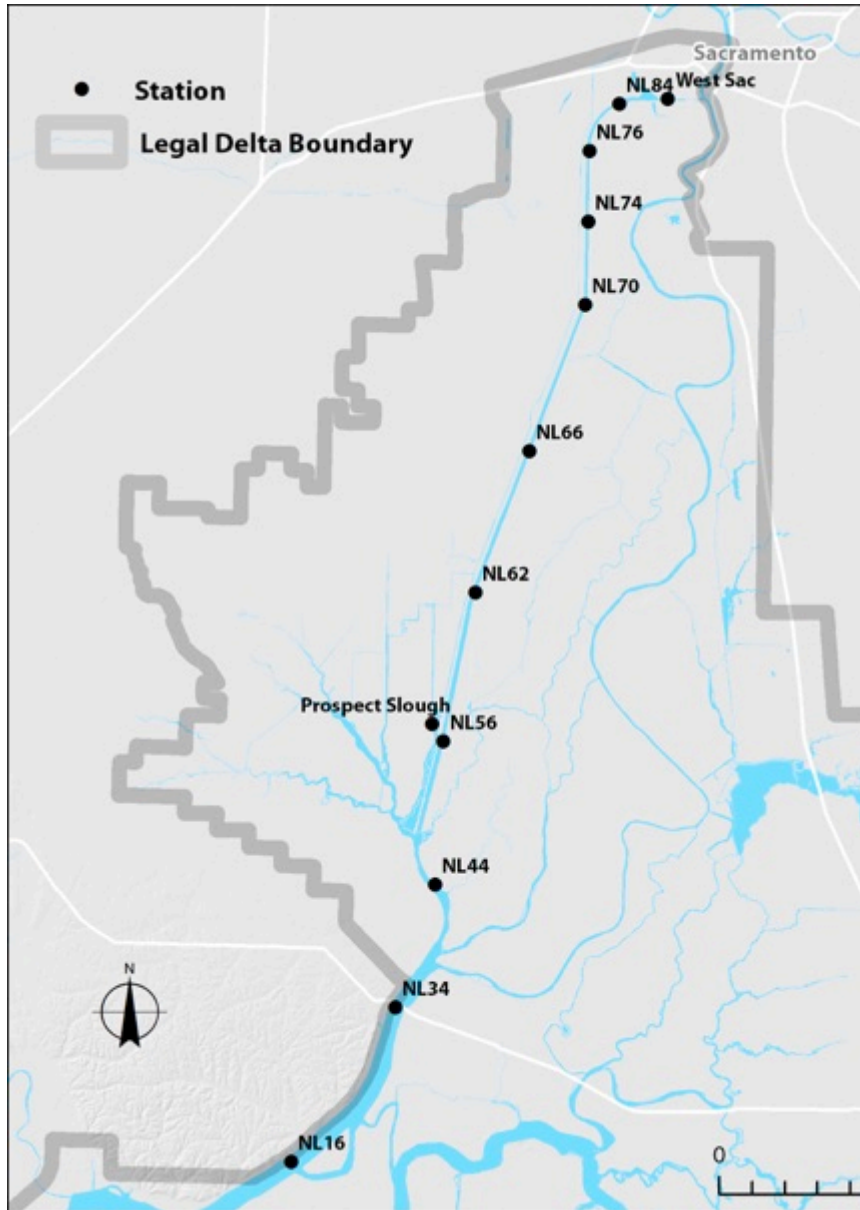 Sacramento
Station
Legal Delta Boundary
NL84
West Sac
NL76
NL74
NL70
NL66
NL62
Prospect Slough
NL56
NL44
N
NL34
NL16
0